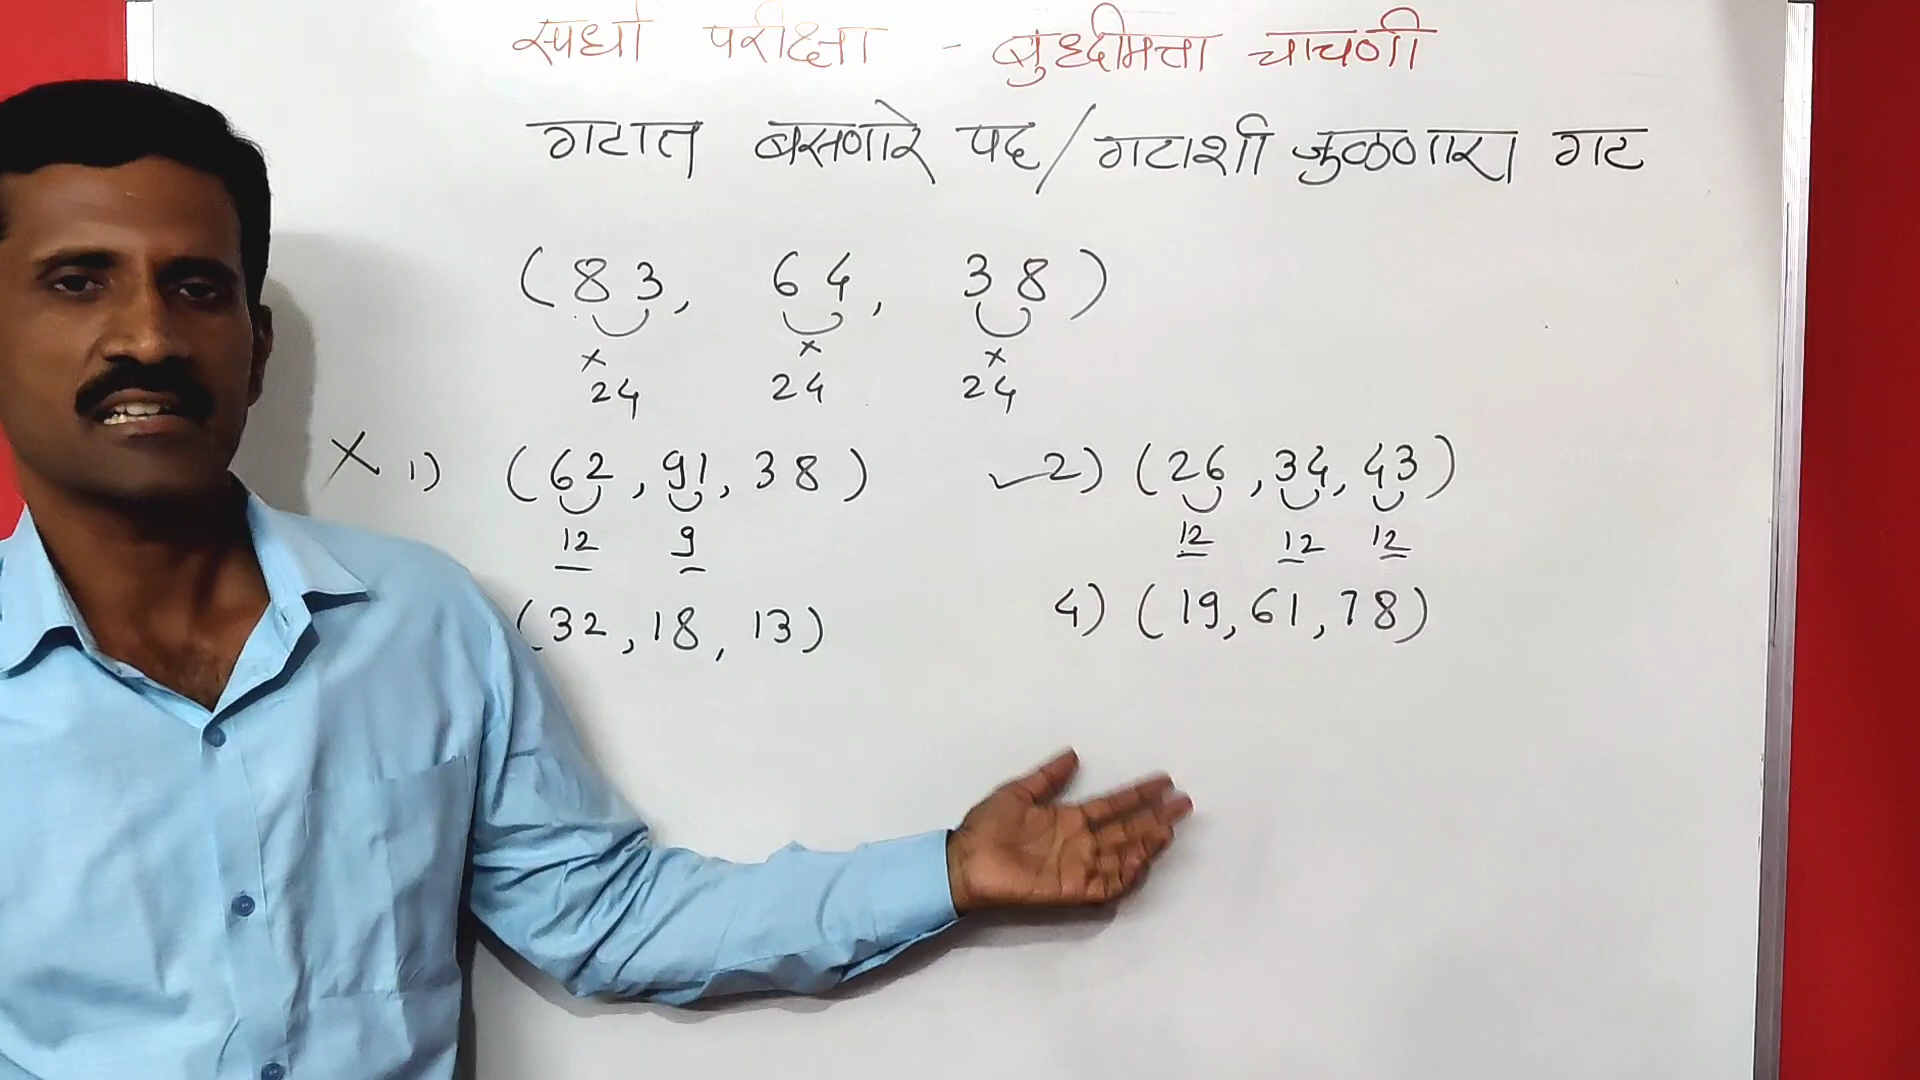 स्पर्धा परीक्षा - बुध्दीमत्ता चाचणी
गटात बसणारे पद / गटाशी जुळणारा गट
(83, 64, 38)
× × ×
24 24 24
× 1) (62, 91, 38) ✓ 2) (26, 34, 43)
12 9 12 12 12
(32, 18, 13) 4) (19, 61, 78)